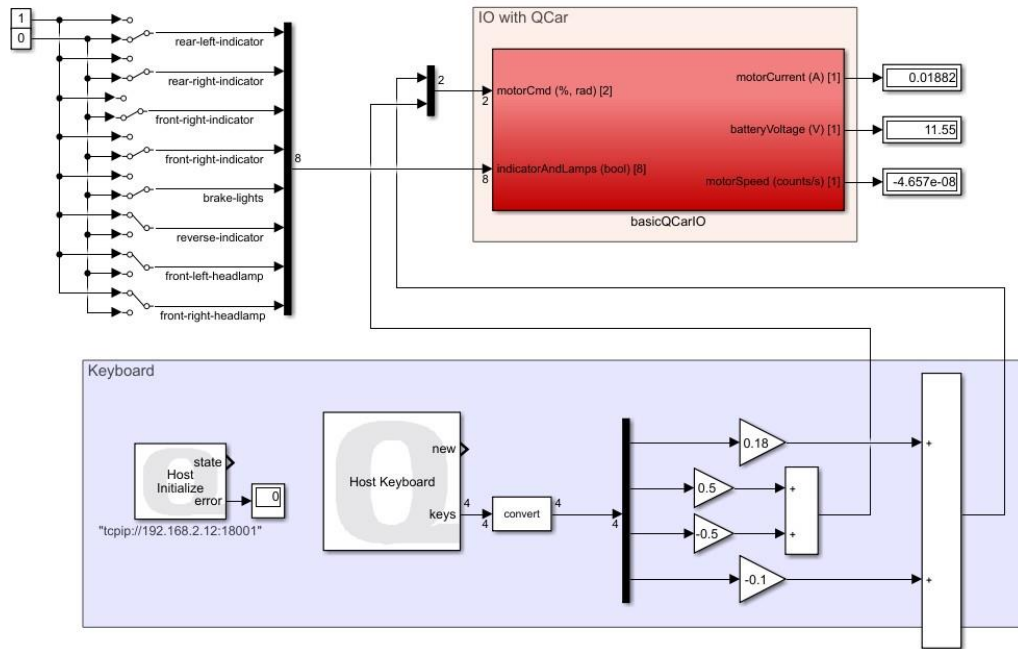 1
0
rear-left-indicator
rear-right-indicator
front-right-indicator
front-right-indicator
brake-lights
reverse-indicator
front-left-headlamp
front-right-headlamp
8
2
IO with QCar
motorCmd (%, rad) [2]
2
indicatorAndLamps (bool) [8]
8
motorCurrent (A) [1]
batteryVoltage (V) [1]
motorSpeed (counts/s) [1]
basicQCarIO
0.01882
11.55
-4.657e-08
Keyboard
Host
Initialize
state
error
0
"tcpip://192.168.2.12:18001"
Host Keyboard
new
keys
4
4
convert
4
4
0.18
0.5
-0.5
-0.1
+
+
+
+